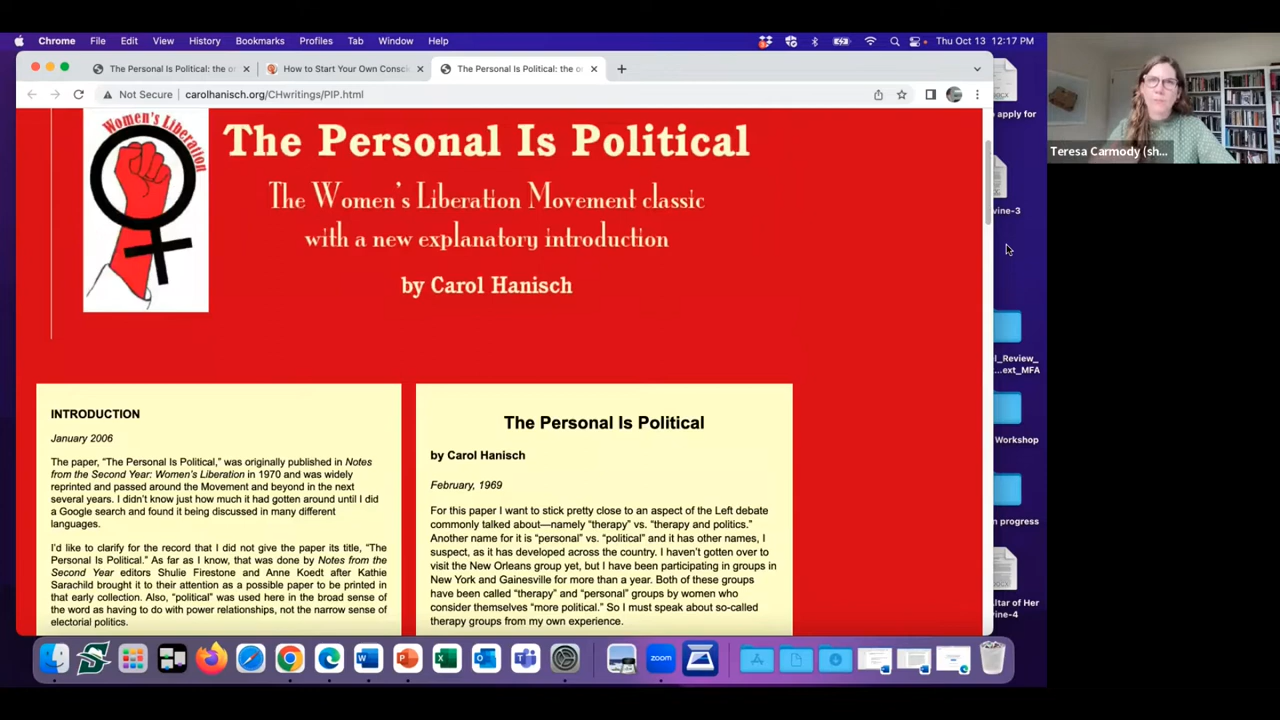 Chrome File Edit View History Bookmarks Profiles Tab Window Help Thu Oct 13 12:17 PM
The Personal Is Political: the o
How to Start Your Own Consci
The Personal Is Political: the o
Not Secure carolhanisch.org/CHwritings/PIP.html
Women's Liberation
The Personal Is Political
The Women's Liberation Movement classic
with a new explanatory introduction
by Carol Hanisch
INTRODUCTION
January 2006
The paper, “The Personal Is Political,” was originally published in Notes
from the Second Year: Women’s Liberation in 1970 and was widely
reprinted and passed around the Movement and beyond in the next
several years. I didn’t know just how much it had gotten around until I did
a Google search and found it being discussed in many different
languages.
I’d like to clarify for the record that I did not give the paper its title, “The
Personal Is Political.” As far as I know, that was done by Notes from the
Second Year editors Shulie Firestone and Anne Koedt after Kathie
Sarachild brought it to their attention as a possible paper to be printed in
that early collection. Also, “political” was used here in the broad sense of
the word as having to do with power relationships, not the narrow sense of
electorial politics.
The Personal Is Political
by Carol Hanisch
February, 1969
For this paper I want to stick pretty close to an aspect of the Left debate
commonly talked about—namely “therapy” vs. “therapy and politics.”
Another name for it is “personal” vs. “political” and it has other names, I
suspect, as it has developed across the country. I haven’t gotten over to
visit the New Orleans group yet, but I have been participating in groups in
New York and Gainesville for more than a year. Both of these groups
have been called “therapy” and “personal” groups by women who
consider themselves “more political.” So I must speak about so-called
therapy groups from my own experience.
Teresa Carmody (sh...
DOCX
o apply for
vine-3
l_Review_
...ext_MFA
Workshop
n progress
DOCX
Altar of Her
vine-4
zoom